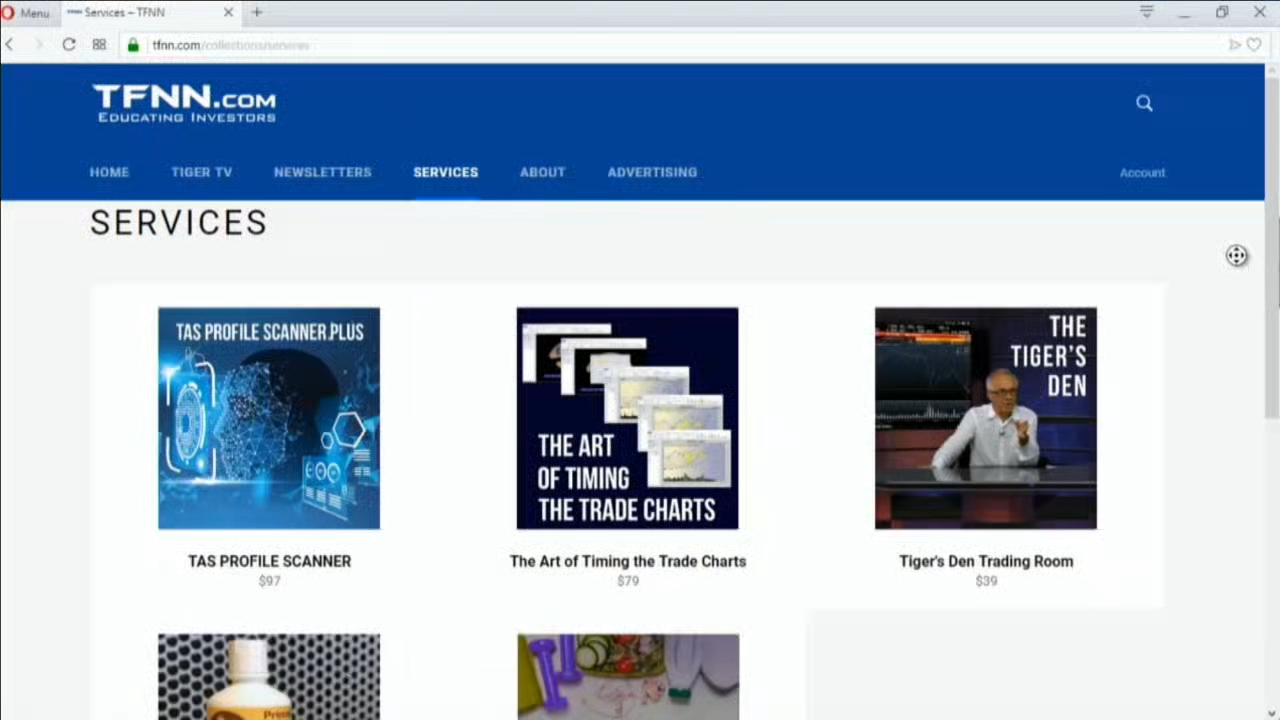 Menu
Services – TFNN
tfnn.com/collections/services
TFNN.COM
EDUCATING INVESTORS
HOME
TIGER TV
NEWSLETTERS
SERVICES
ABOUT
ADVERTISING
Account
SERVICES
TAS PROFILE SCANNER PLUS
THE ART
OF TIMING
THE TRADE CHARTS
THE
TIGER'S
DEN
TAS PROFILE SCANNER
$97
The Art of Timing the Trade Charts
$79
Tiger's Den Trading Room
$39